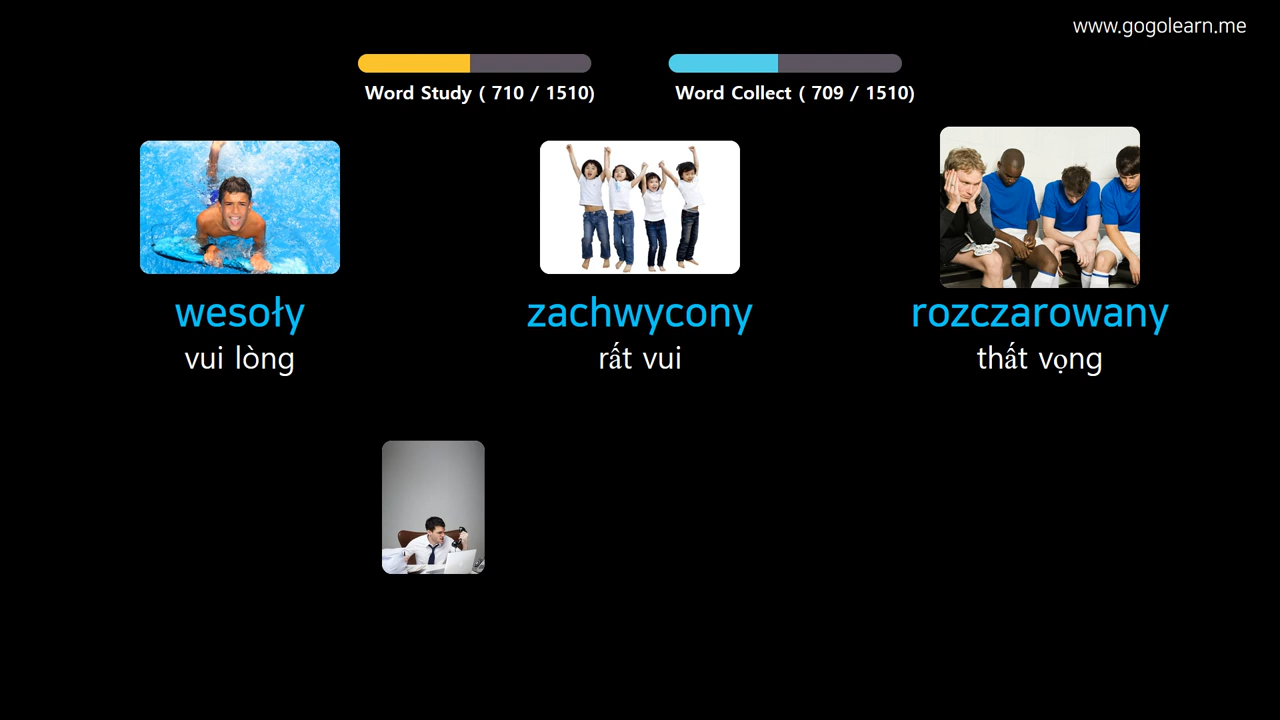 www.gogolearn.me
Word Study ( 710 / 1510)
Word Collect ( 709 / 1510)
wesoły
vui lòng
zachwycony
rất vui
rozczarowany
thất vọng